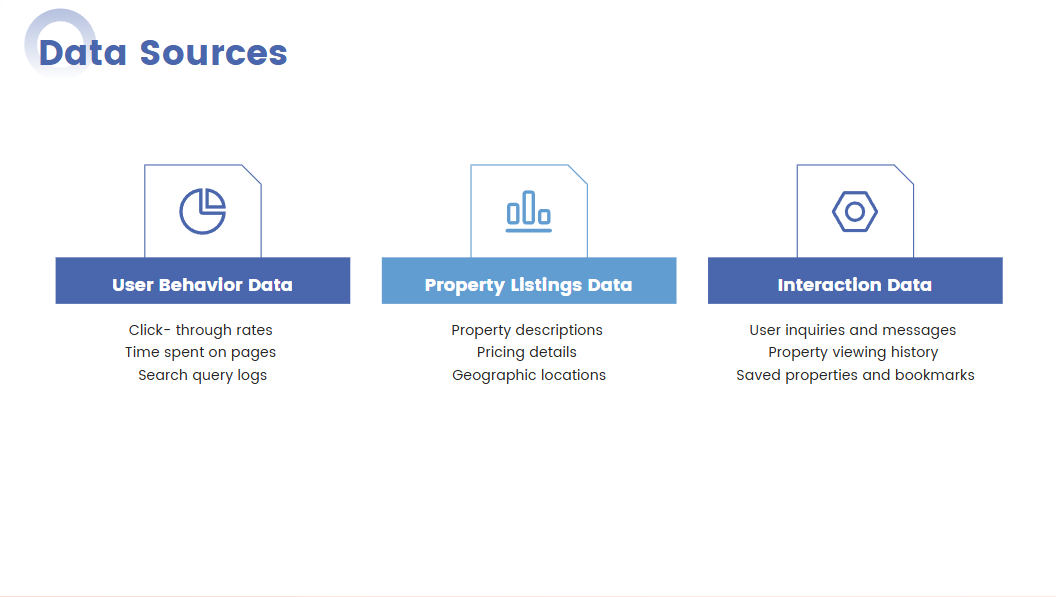 Data Sources
User Behavior Data
Click- through rates
Time spent on pages
Search query logs
Property Listings Data
Property descriptions
Pricing details
Geographic locations
Interaction Data
User inquiries and messages
Property viewing history
Saved properties and bookmarks